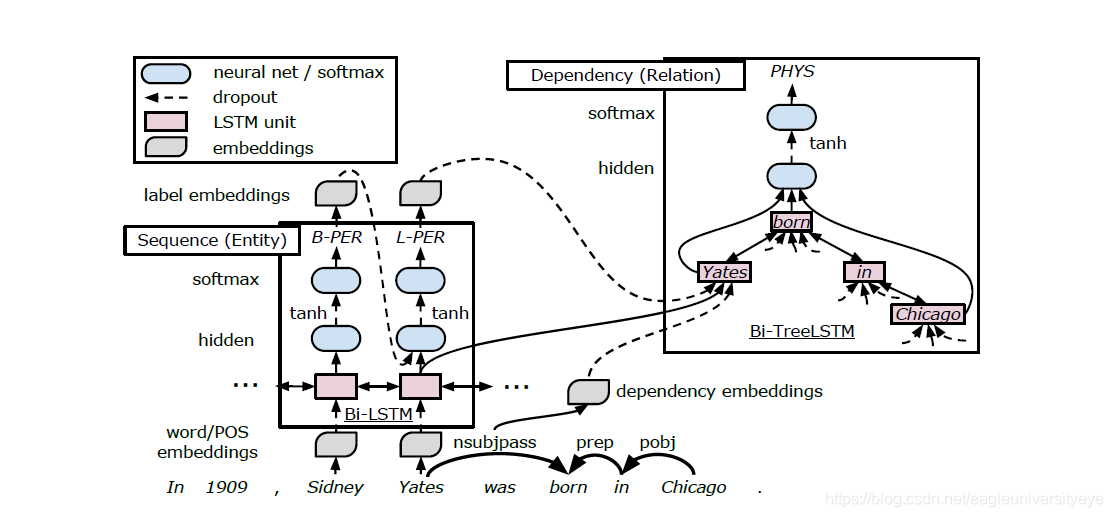 neural net / softmax
dropout
LSTM unit
embeddings
label embeddings
Sequence (Entity)
B-PER L-PER
softmax
tanh tanh
hidden
... ...
Bi-LSTM
word/POS
embeddings
Dependency (Relation)
PHYS
softmax
tanh
hidden
born
Yates in
Chicago
Bi-TreeLSTM
dependency embeddings
nsubjpass prep pobj
In 1909 , Sidney Yates was born in Chicago .
https://blog.csdn.net/eagleuniversityeye